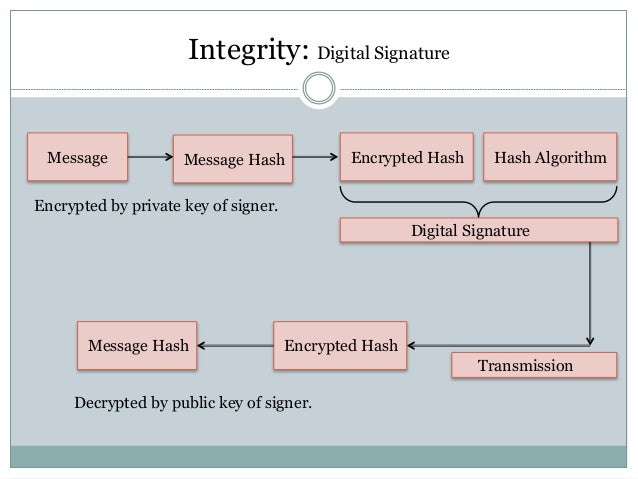 Integrity: Digital Signature
Message
Message Hash
Encrypted Hash
Hash Algorithm
Encrypted by private key of signer.
Digital Signature
Message Hash
Encrypted Hash
Transmission
Decrypted by public key of signer.